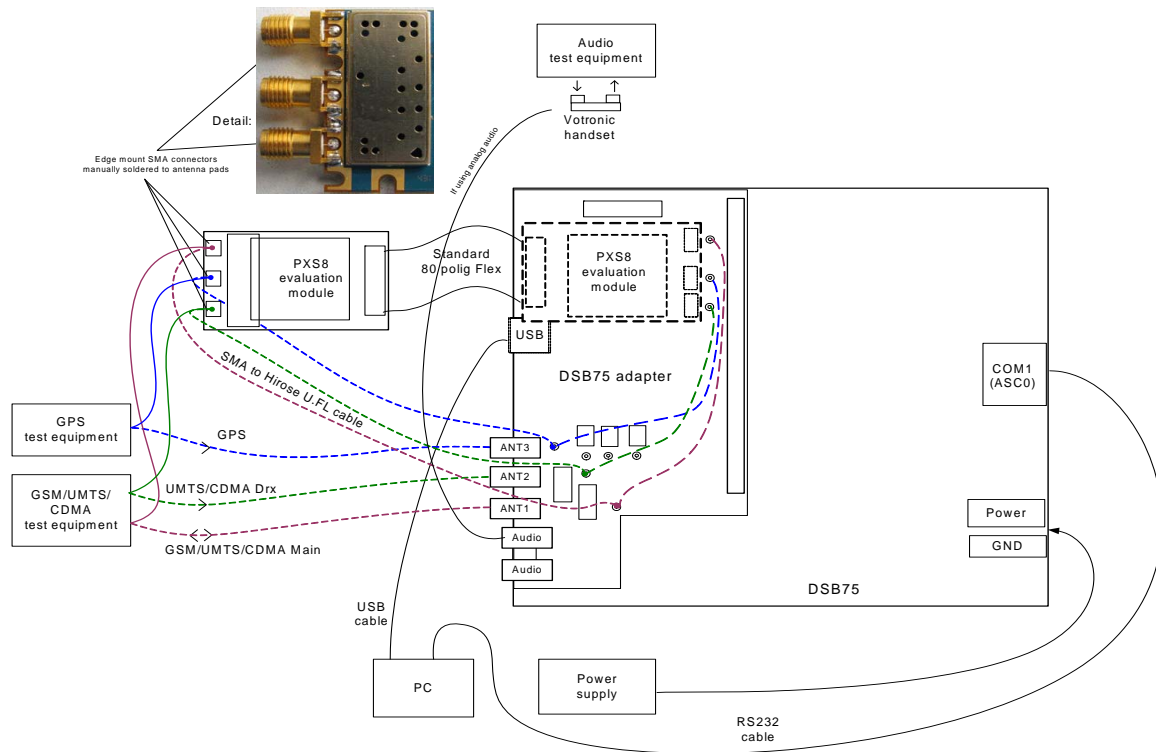 Audio
test equipment
Votronic
handset
Detail:
Edge mount SMA connectors
manually soldered to antenna pads
If using analog audio
PXS8
evaluation
module
Standard
80 polig Flex
PXS8
evaluation
module
USB
SMA to Hirose U.FL cable
DSB75 adapter
COM1
(ASC0)
GPS
test equipment
GPS
ANT3
GSM/UMTS/
CDMA
test equipment
UMTS/CDMA Drx
ANT2
ANT1
GSM/UMTS/CDMA Main
Audio
Audio
Power
GND
DSB75
USB
cable
PC
Power
supply
RS232
cable